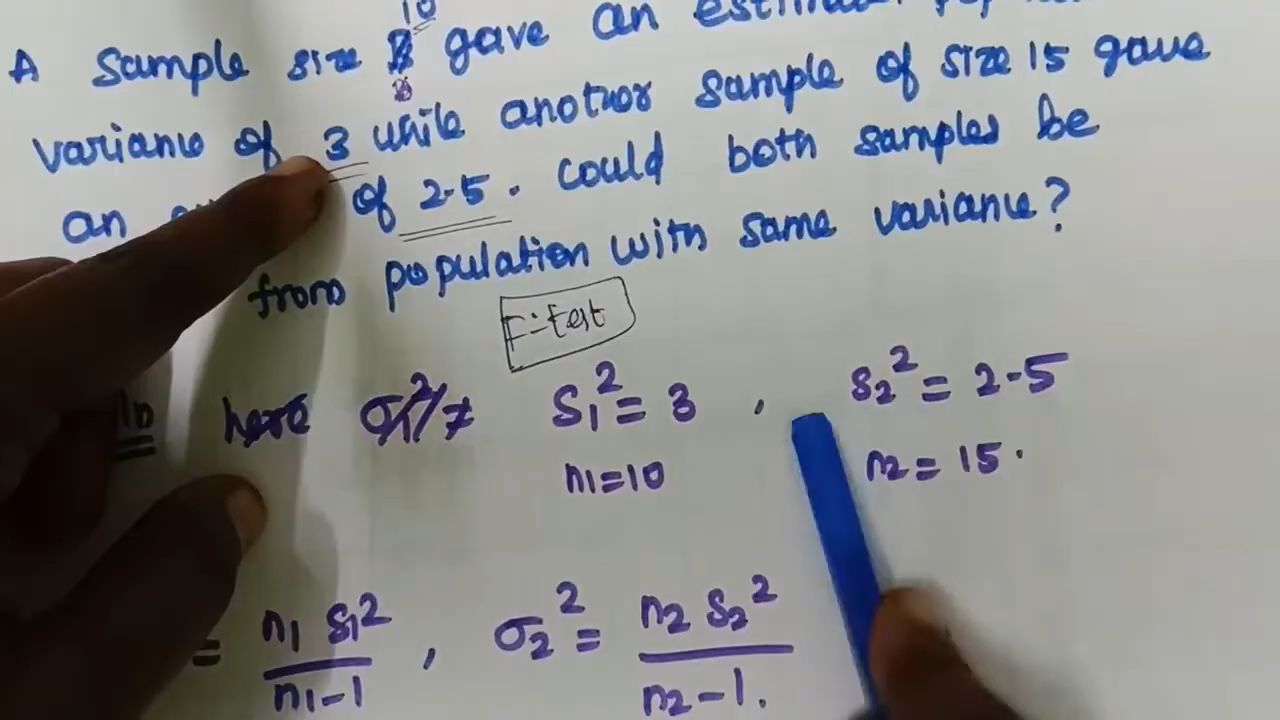 10
A sample size gave an
variance of 3 while another sample of size 15 gave
an of 2.5. could both samples be
from population with same variance?
F-test
here σ1²/≠ S1² = 3 , S2² = 2.5
n1=10 n2 = 15.
= n1 S1² / n1-1 , σ2² = n2 S2² / n2-1.